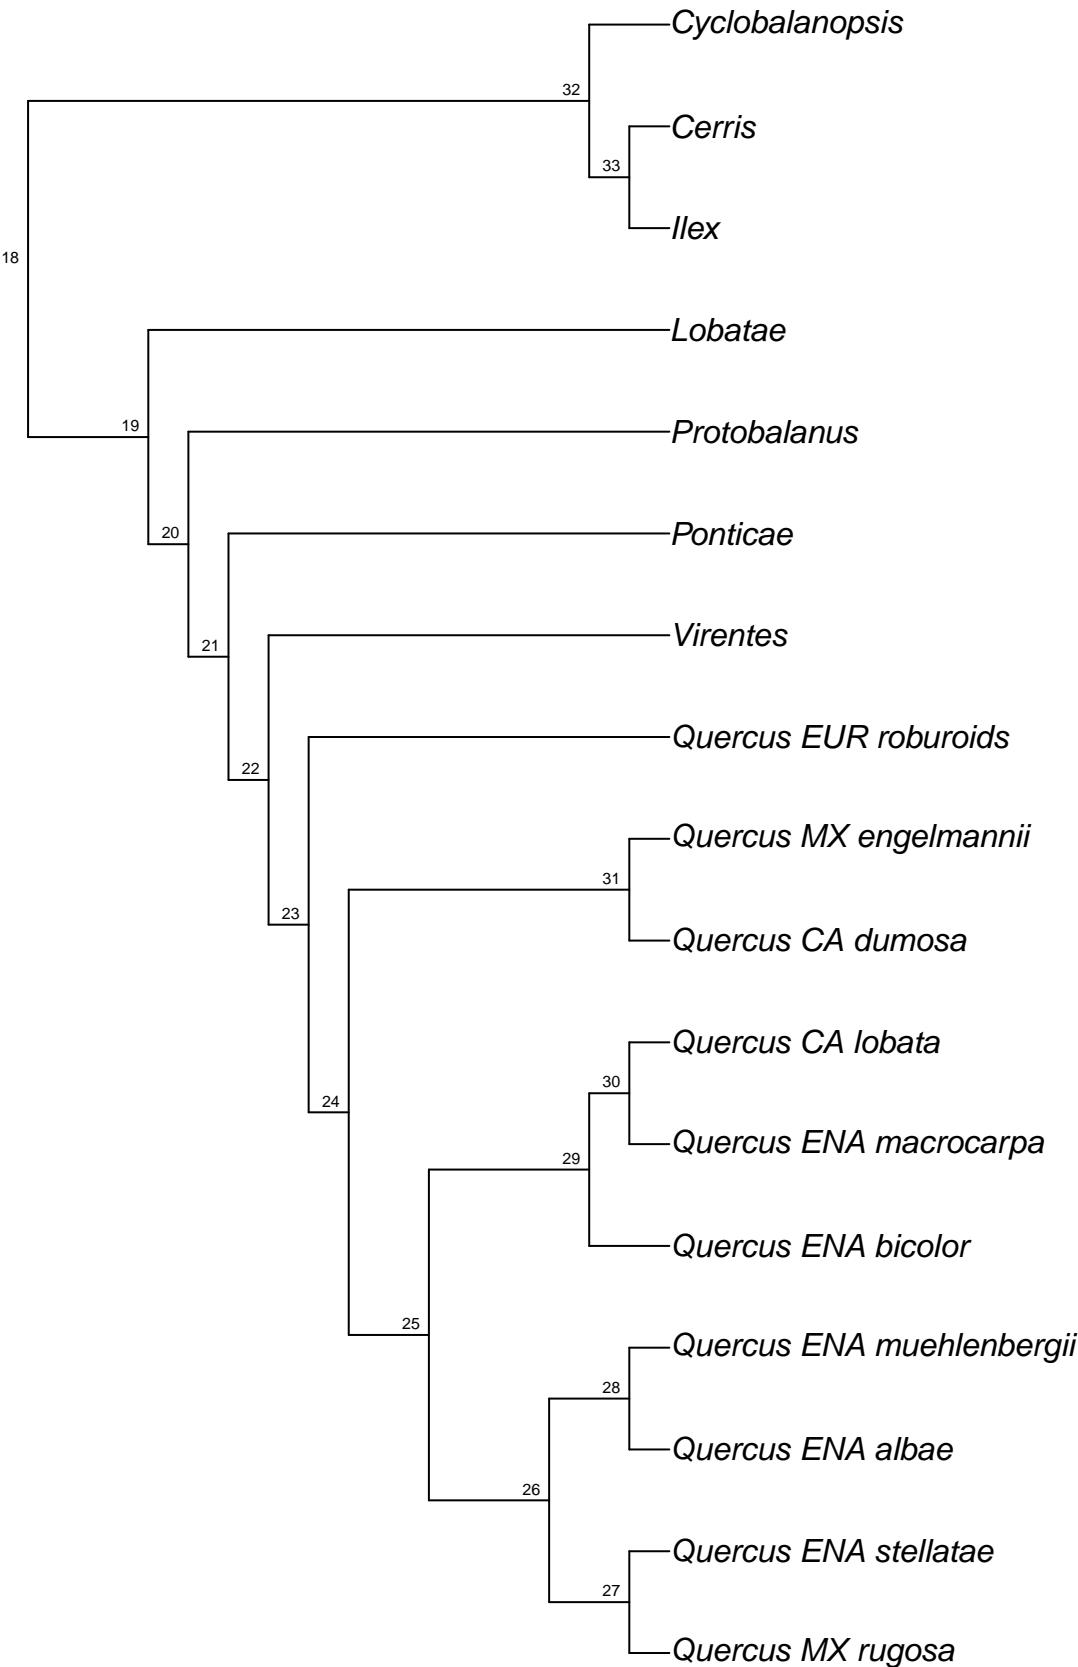 Cyclobalanopsis
32
Cerris
33
Ilex
18
Lobatae
19
Protobalanus
20
Ponticae
21
Virentes
22
Quercus EUR roburoids
Quercus MX engelmannii
31
23
Quercus CA dumosa
Quercus CA lobata
30
24
Quercus ENA macrocarpa
29
Quercus ENA bicolor
25
Quercus ENA muehlenbergii
28
Quercus ENA albae
26
Quercus ENA stellatae
27
Quercus MX rugosa